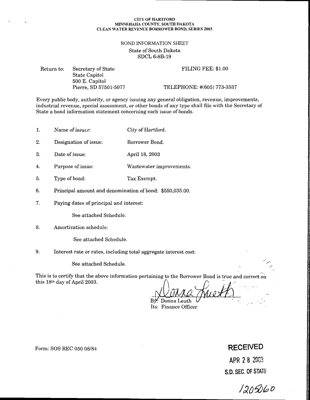 CITY OF HARTFORD
MINNEHAHA COUNTY, SOUTH DAKOTA
CLEAN WATER REVENUE BORROWER BOND, SERIES 2003
BOND INFORMATION SHEET
State of South Dakota
SDCL 6-8B-19
Return to: Secretary of State FILING FEE: $1.00
State Capitol
500 E. Capitol
Pierre, SD 57501-5077 TELEPHONE: #(605) 773-3537
Every public body, authority, or agency issuing any general obligation, revenue, improvements,
industrial revenue, special assessment, or other bonds of any type shall file with the Secretary of
State a bond information statement concerning each issue of bonds.
1. Name of issuer: City of Hartford.
2. Designation of issue: Borrower Bond.
3. Date of issue: April 18, 2003
4. Purpose of issue: Wastewater improvements.
5. Type of bond: Tax Exempt.
6. Principal amount and denomination of bond: $550,035.00.
7. Paying dates of principal and interest:
See attached Schedule.
8. Amortization schedule:
See attached Schedule.
9. Interest rate or rates, including total aggregate interest cost:
See attached Schedule.
This is to certify that the above information pertaining to the Borrower Bond is true and correct on
this 18th day of April 2003.
Donna Lueth
By: Donna Leuth
Its: Finance Officer
Form: SOS REC 050 08/84
RECEIVED
APR 28 2003
S.D. SEC. OF STATE
1205060